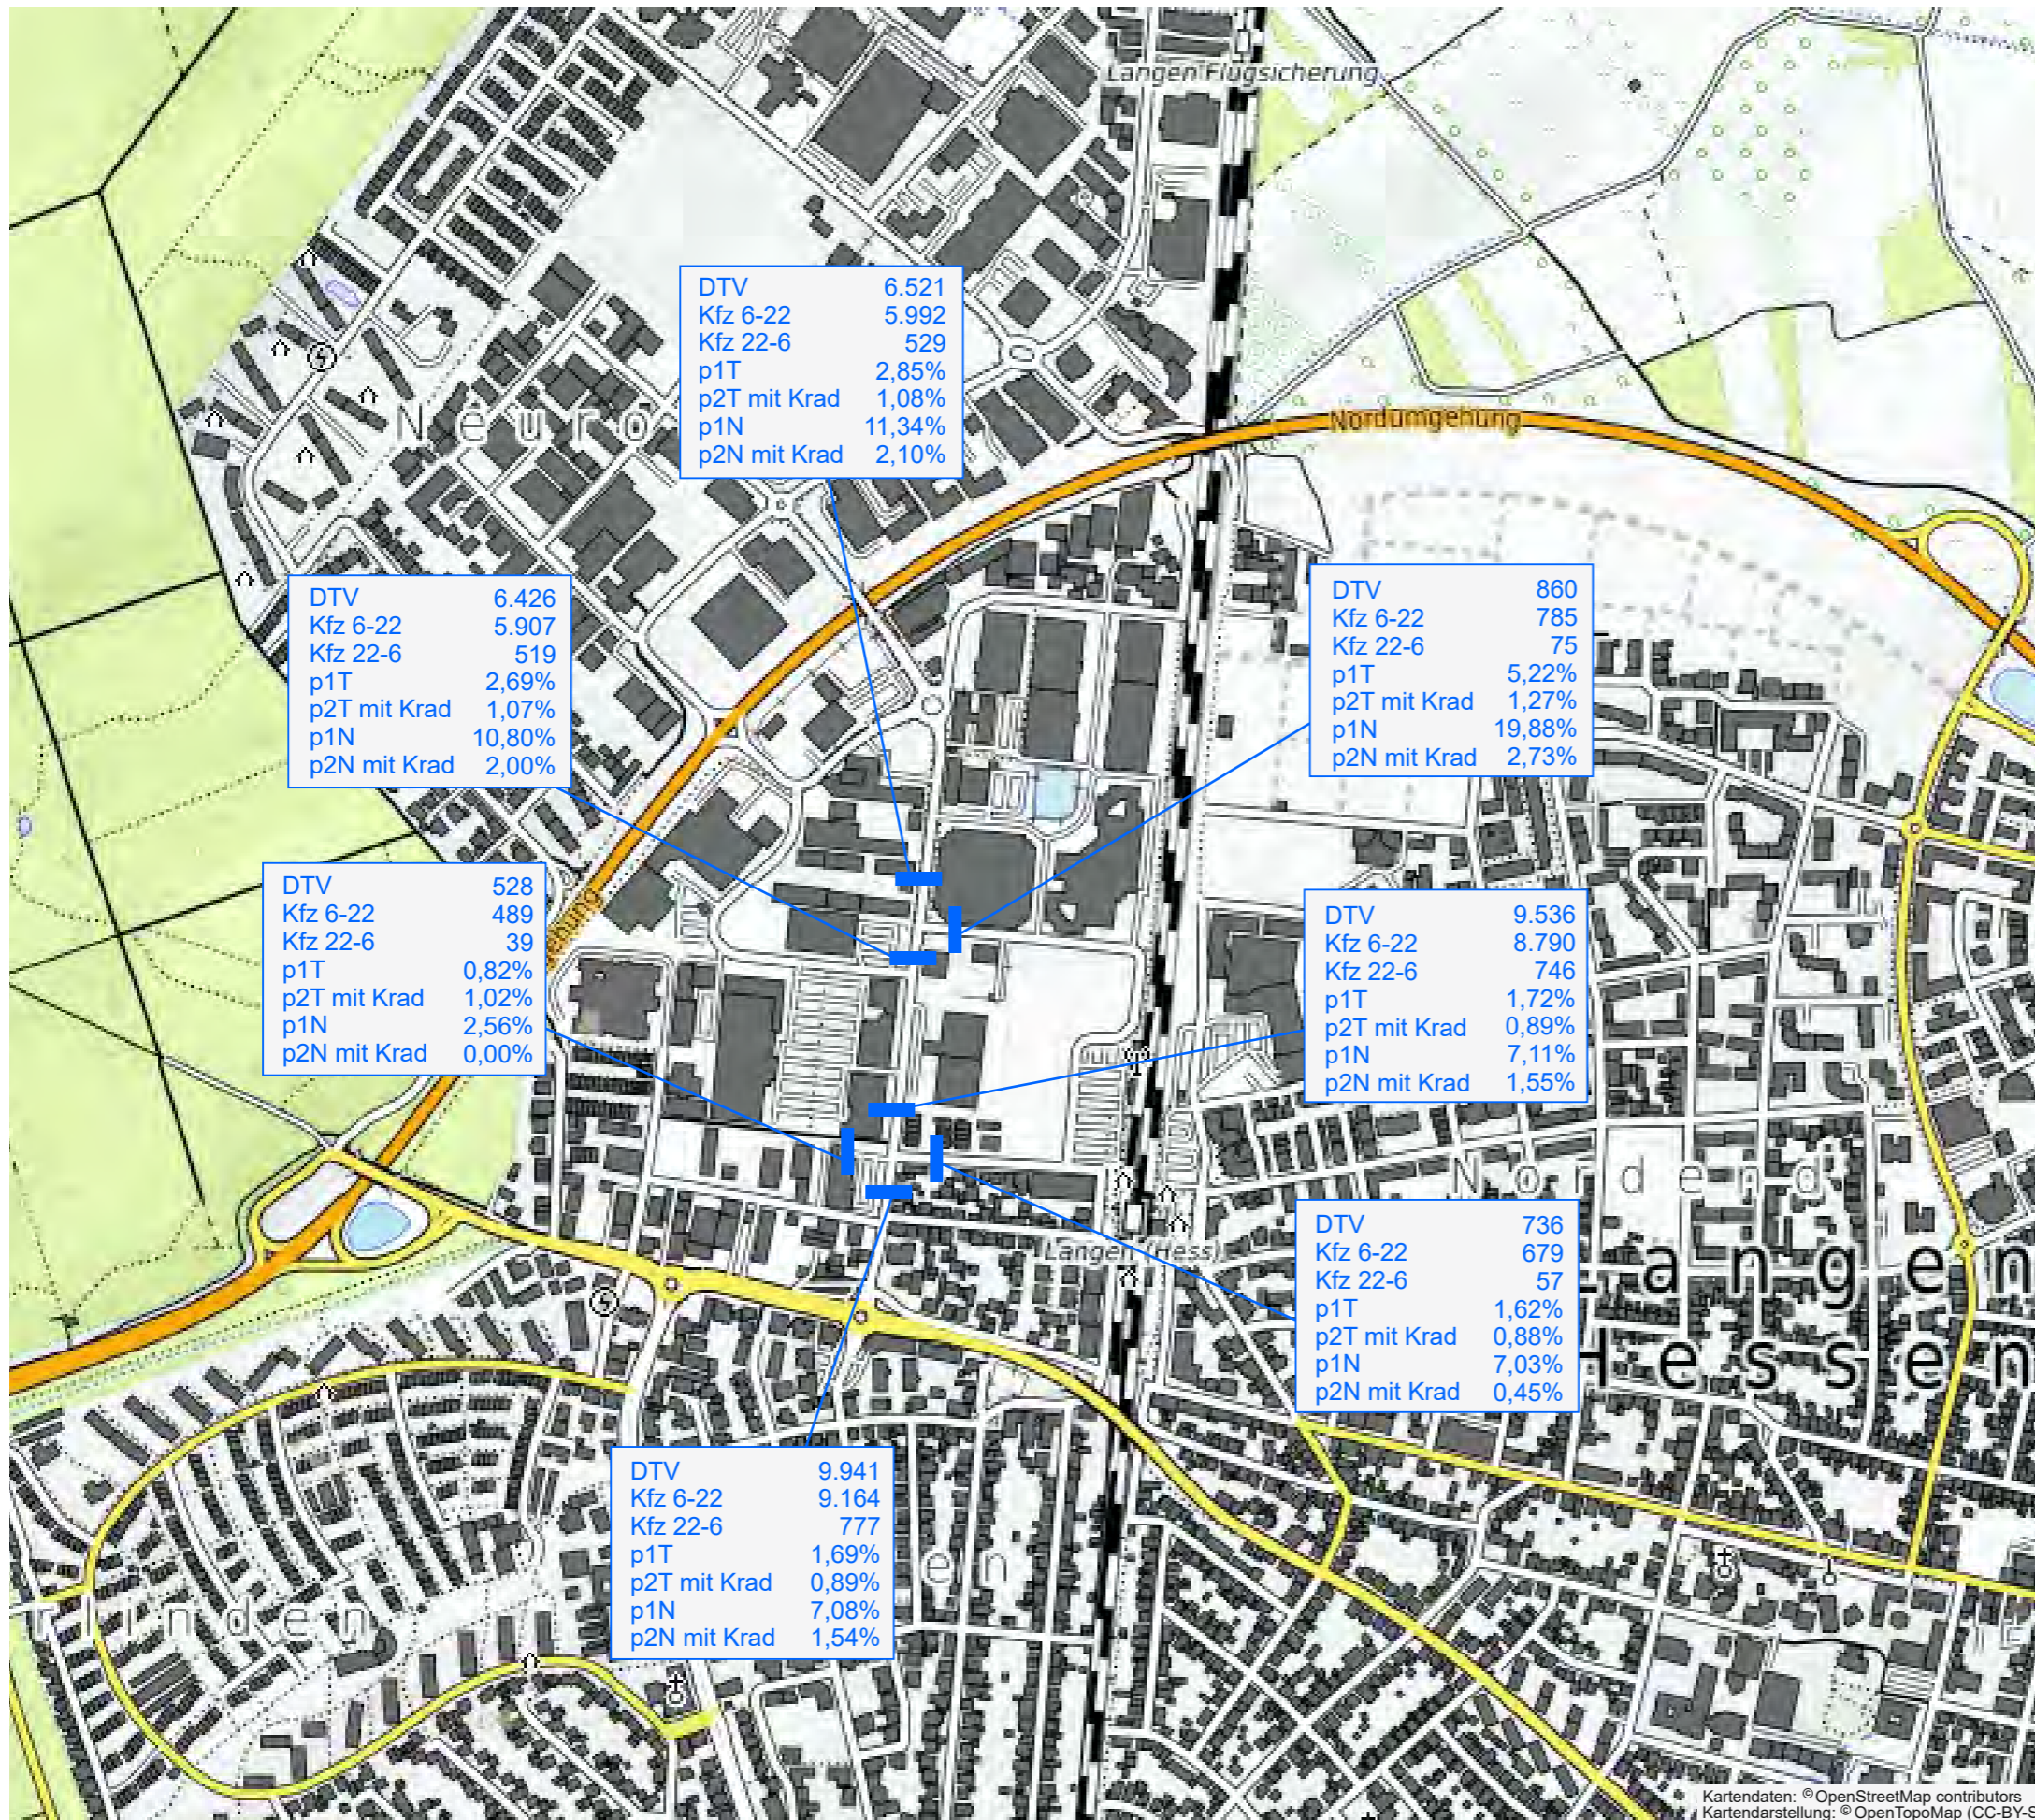 Langen Flugsicherung
DTV 6.521
Kfz 6-22 5.992
Kfz 22-6 529
p1T 2,85%
p2T mit Krad 1,08%
p1N 11,34%
p2N mit Krad 2,10%
Neuro
Nordumgehung
DTV 6.426
Kfz 6-22 5.907
Kfz 22-6 519
p1T 2,69%
p2T mit Krad 1,07%
p1N 10,80%
p2N mit Krad 2,00%
DTV 860
Kfz 6-22 785
Kfz 22-6 75
p1T 5,22%
p2T mit Krad 1,27%
p1N 19,88%
p2N mit Krad 2,73%
DTV 528
Kfz 6-22 489
Kfz 22-6 39
p1T 0,82%
p2T mit Krad 1,02%
p1N 2,56%
p2N mit Krad 0,00%
DTV 9.536
Kfz 6-22 8.790
Kfz 22-6 746
p1T 1,72%
p2T mit Krad 0,89%
p1N 7,11%
p2N mit Krad 1,55%
Nordend
Langen (Hess)
DTV 736
Kfz 6-22 679
Kfz 22-6 57
p1T 1,62%
p2T mit Krad 0,88%
p1N 7,03%
p2N mit Krad 0,45%
angen
Hessen
DTV 9.941
Kfz 6-22 9.164
Kfz 22-6 777
p1T 1,69%
p2T mit Krad 0,89%
p1N 7,08%
p2N mit Krad 1,54%
en
rlinden
Kartendaten: © OpenStreetMap contributors
Kartendarstellung: © OpenTopoMap (CC-BY-S